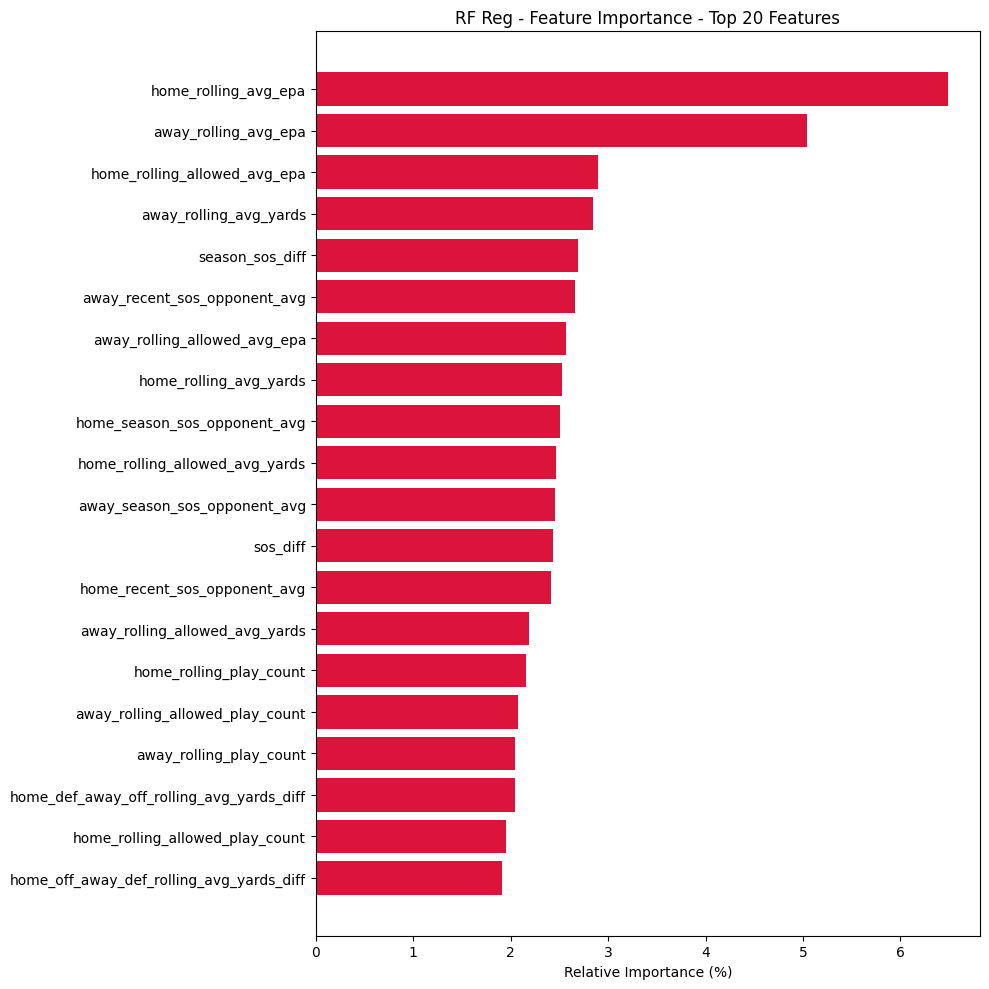 RF Reg - Feature Importance - Top 20 Features
home_rolling_avg_epa
away_rolling_avg_epa
home_rolling_allowed_avg_epa
away_rolling_avg_yards
season_sos_diff
away_recent_sos_opponent_avg
away_rolling_allowed_avg_epa
home_rolling_avg_yards
home_season_sos_opponent_avg
home_rolling_allowed_avg_yards
away_season_sos_opponent_avg
sos_diff
home_recent_sos_opponent_avg
away_rolling_allowed_avg_yards
home_rolling_play_count
away_rolling_allowed_play_count
away_rolling_play_count
home_def_away_off_rolling_avg_yards_diff
home_rolling_allowed_play_count
home_off_away_def_rolling_avg_yards_diff
0 1 2 3 4 5 6
Relative Importance (%)